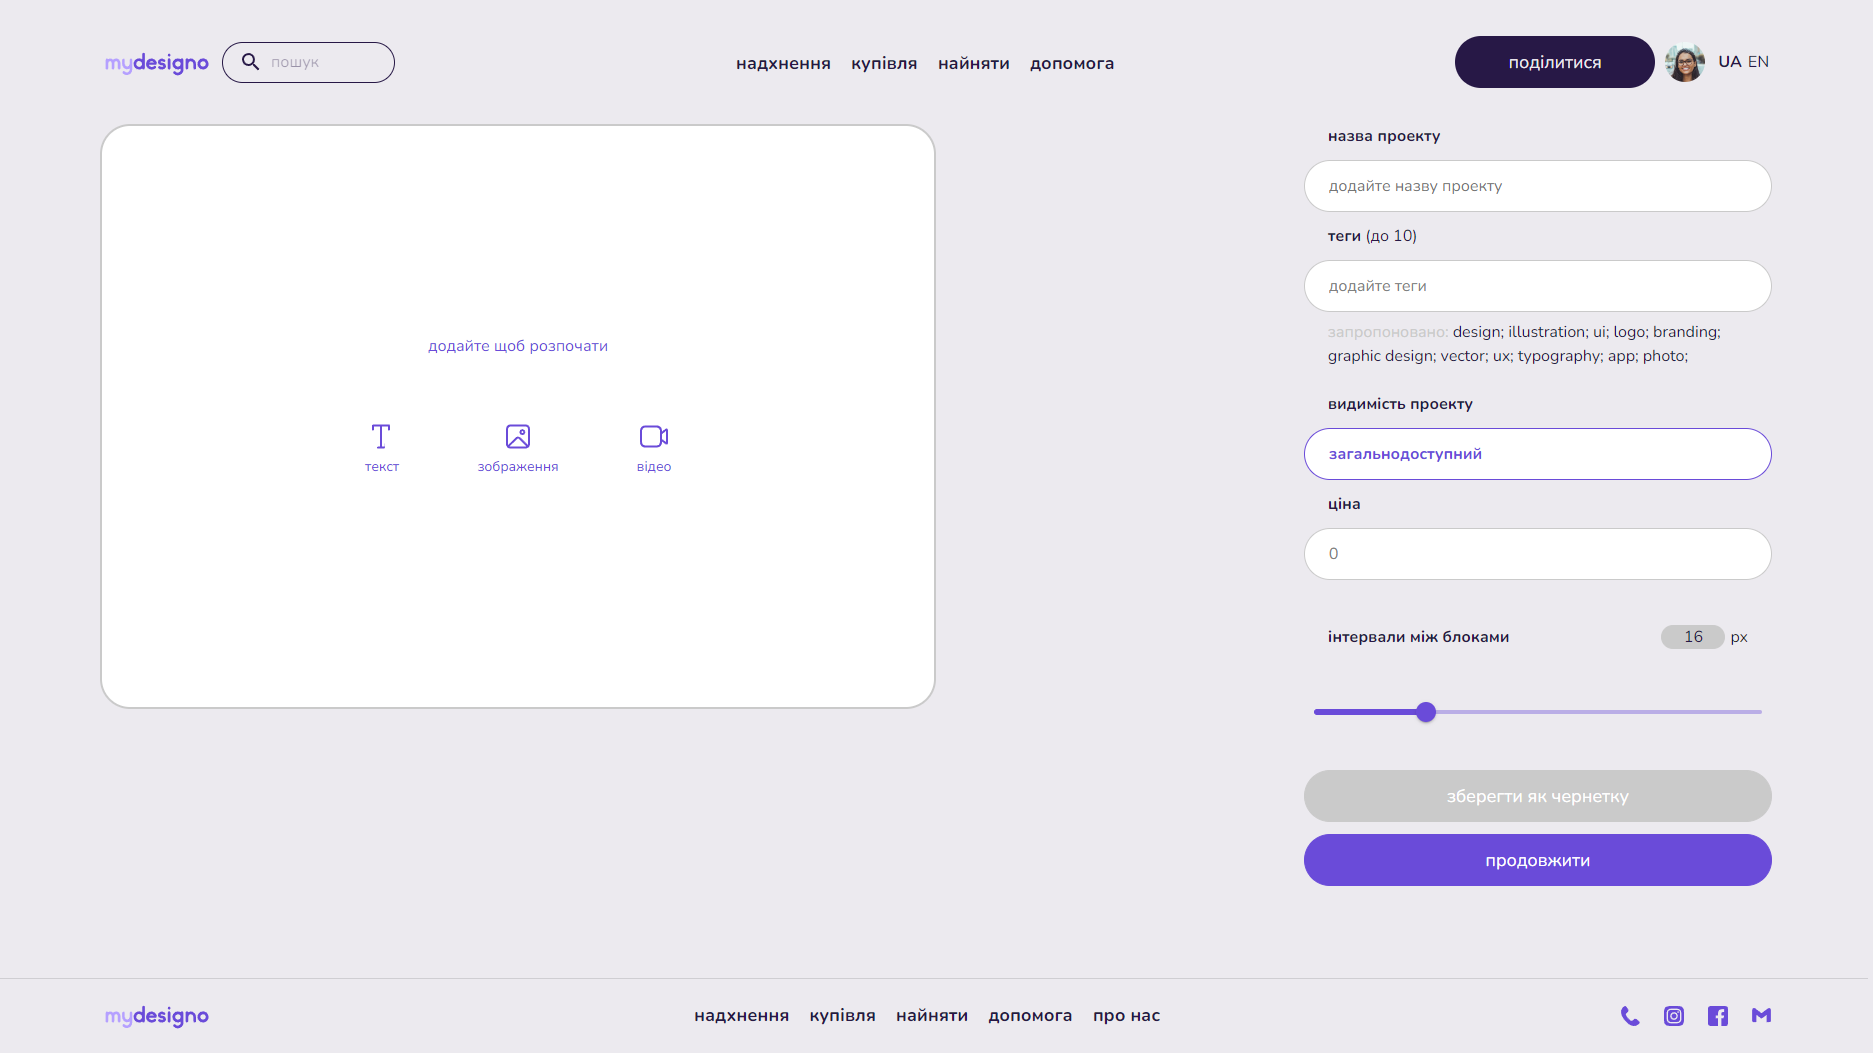 mydesigno
пошук
надхнення купівля найняти допомога
поділитися
UA EN
додайте щоб розпочати
текст зображення відео
назва проекту
додайте назву проекту
теги (до 10)
додайте теги
запропоновано: design; illustration; ui; logo; branding;
graphic design; vector; ux; typography; app; photo;
видимість проекту
загальнодоступний
ціна
0
інтервали між блоками 16 px
зберегти як чернетку
продовжити
mydesigno
надхнення купівля найняти допомога про нас